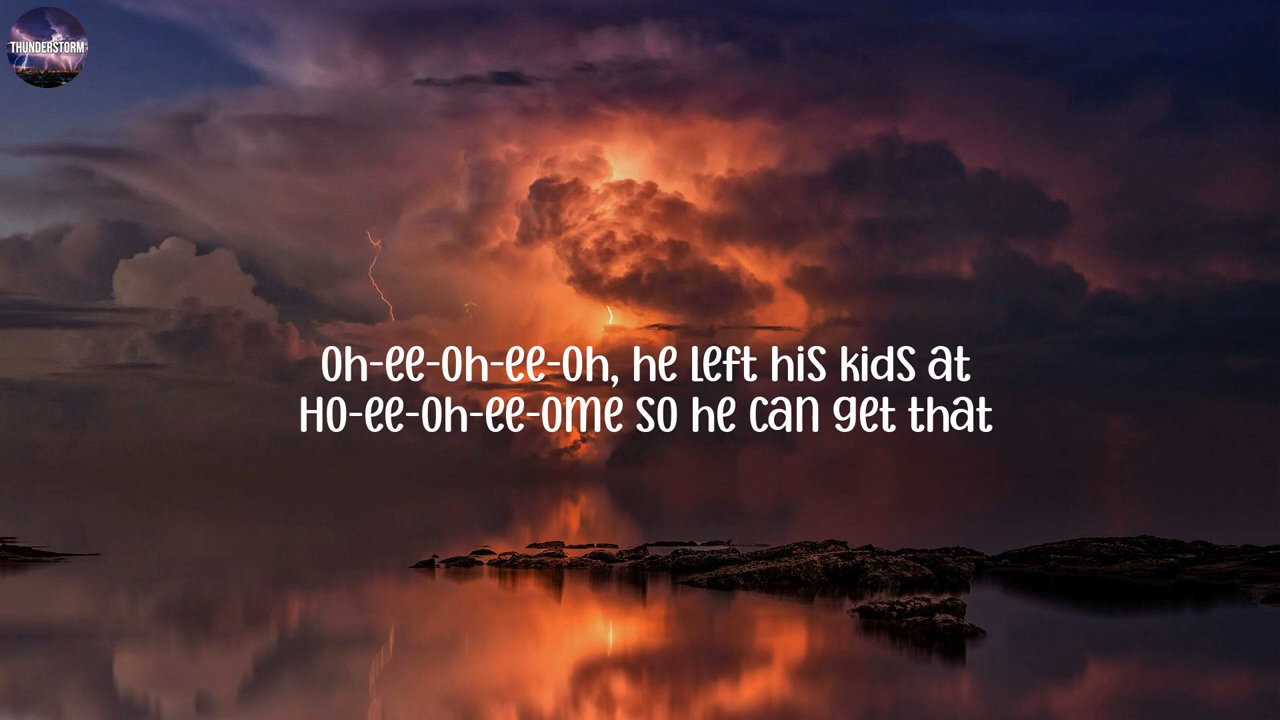 THUNDERSTORM
Oh-ee-Oh-ee-Oh, he left his kids at
Ho-ee-Oh-ee-Ome so he can get that